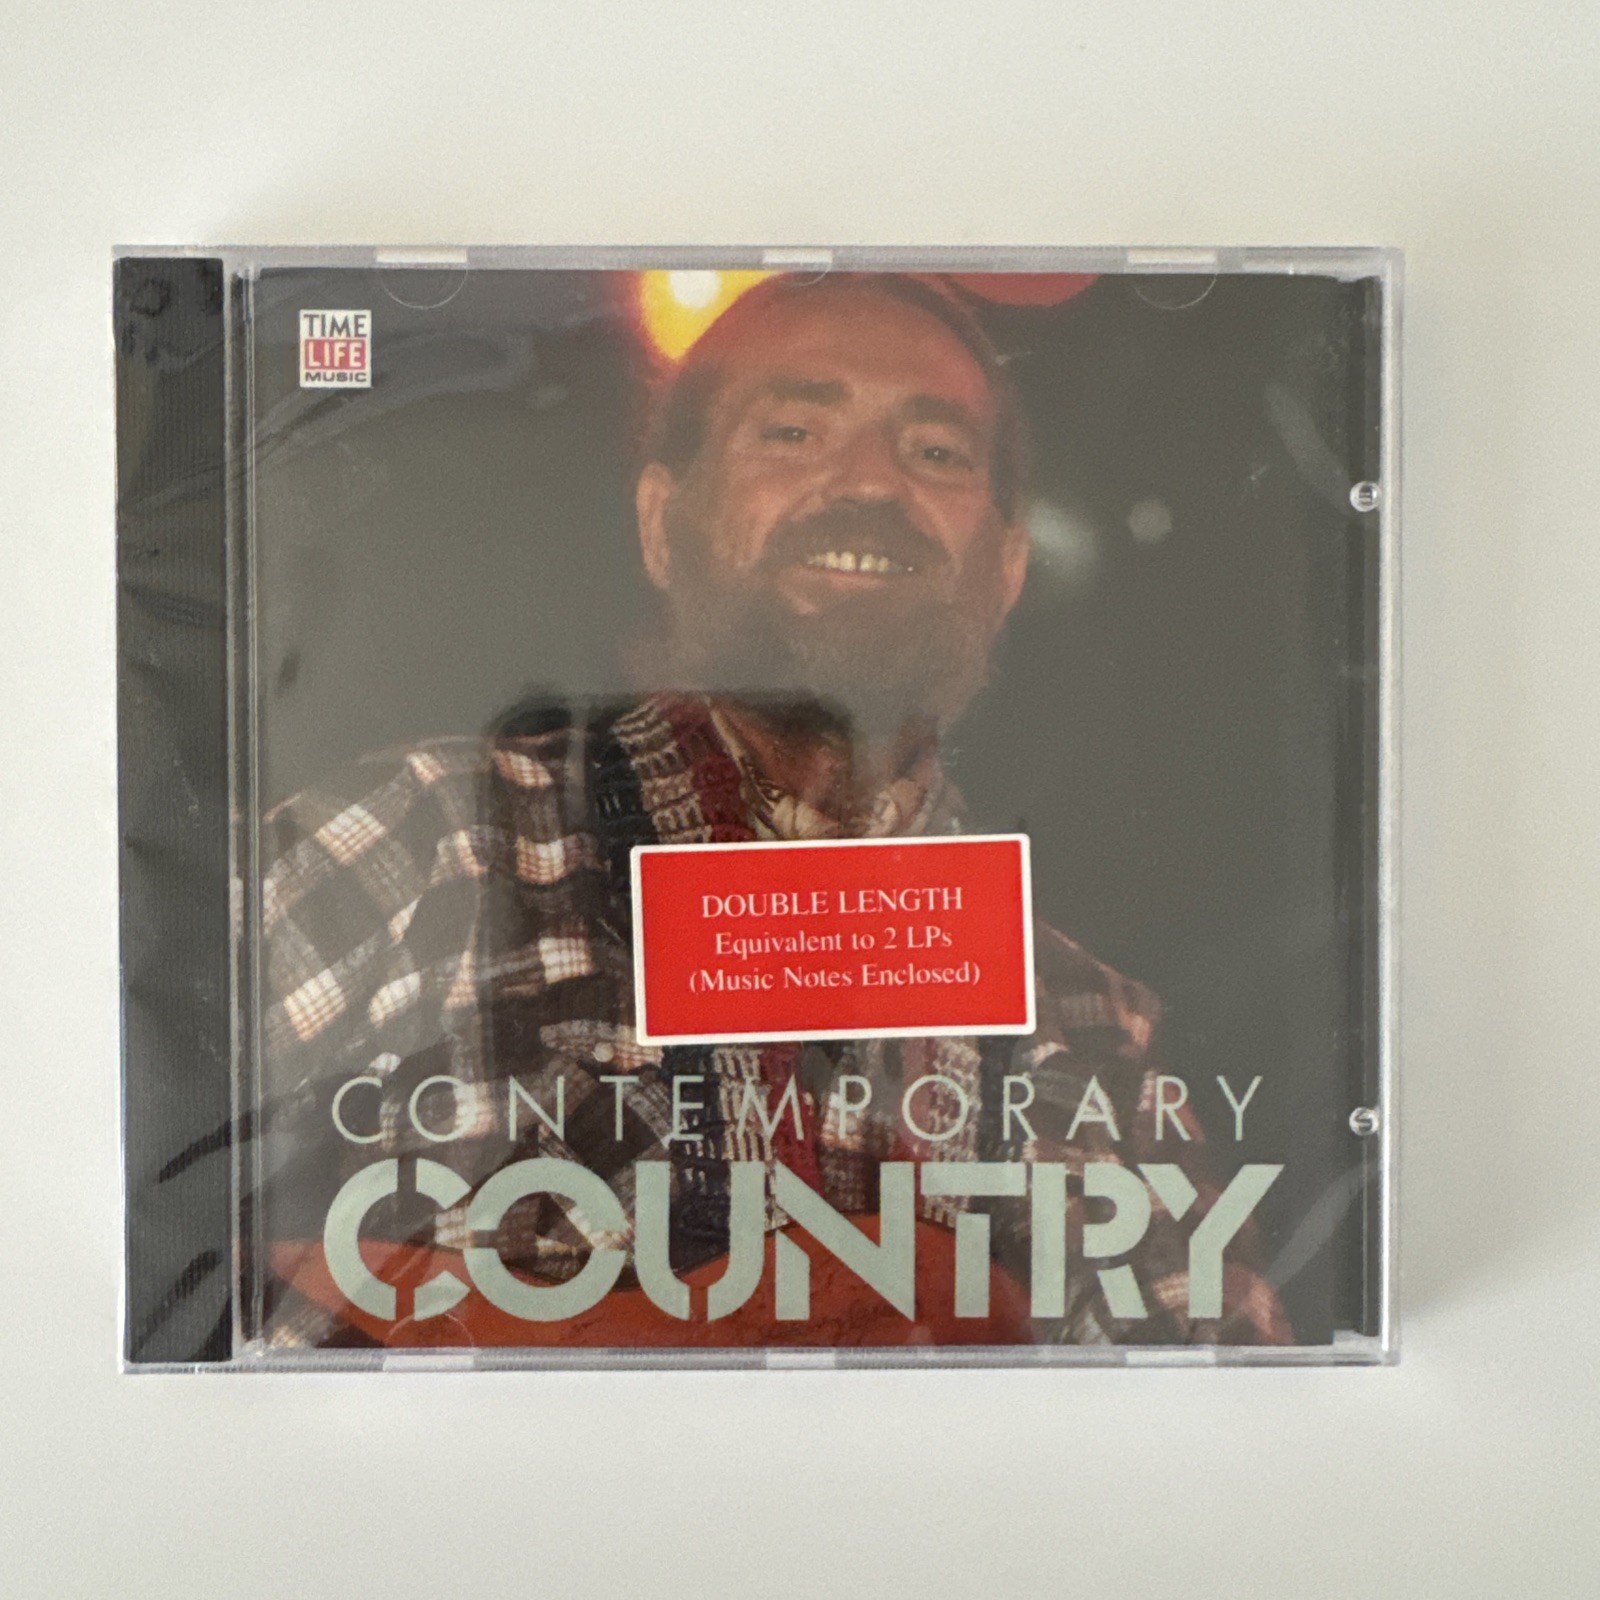 TIME
LIFE
MUSIC
DOUBLE LENGTH
Equivalent to 2 LPs
(Music Notes Enclosed)
CONTEMPORARY
COUNTRY